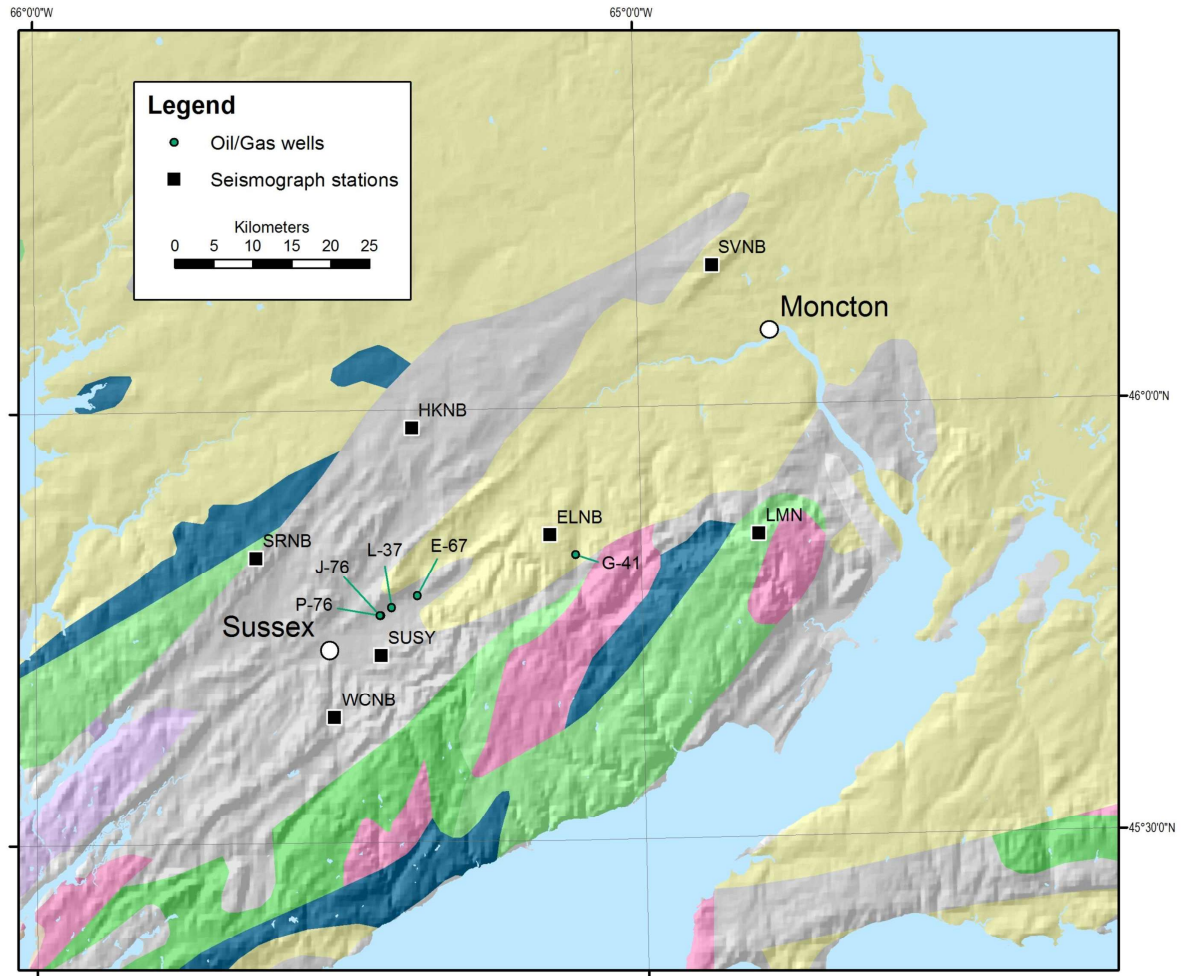 66°0'0"W
65°0'0"W
Legend
Oil/Gas wells
Seismograph stations
Kilometers
0 5 10 15 20 25
SVNB
Moncton
46°0'0"N
HKNB
ELNB
LMN
SRNB
L-37
E-67
G-41
J-76
P-76
Sussex
SUSY
WCNB
45°30'0"N